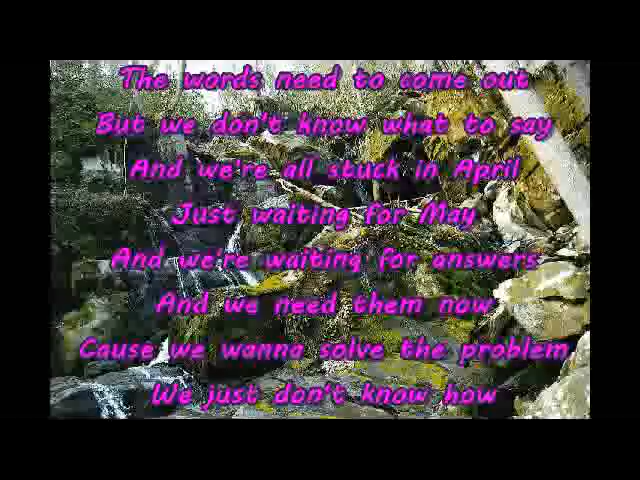 The words need to come out
But we don't know what to say
And we're all stuck in April
Just waiting for May
And we're waiting for answers
And we need them now
Cause we wanna solve the problem
We just don't know how